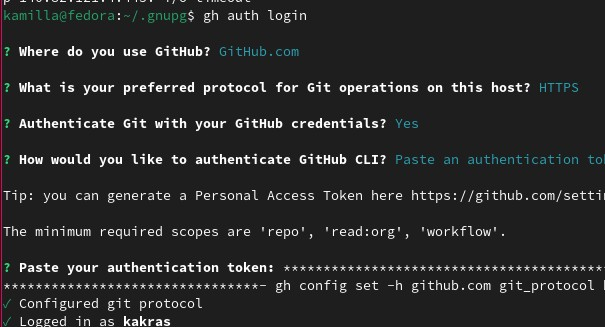 kamilla@fedora:~/.gnupg$ gh auth login
? Where do you use GitHub? GitHub.com
? What is your preferred protocol for Git operations on this host? HTTPS
? Authenticate Git with your GitHub credentials? Yes
? How would you like to authenticate GitHub CLI? Paste an authentication to
Tip: you can generate a Personal Access Token here https://github.com/setti
The minimum required scopes are 'repo', 'read:org', 'workflow'.
? Paste your authentication token: ******************************************
*********************************- gh config set -h github.com git_protocol
✓ Configured git protocol
✓ Logged in as kakras